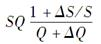 SQ (1 + ΔS/S) / (Q + ΔQ)